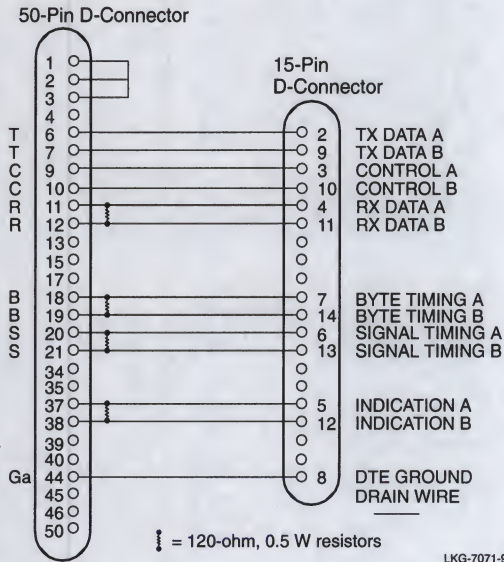 50-Pin D-Connector
15-Pin
D-Connector
1
2
3
4
T 6 2 TX DATA A
T 7 9 TX DATA B
C 9 3 CONTROL A
C 10 10 CONTROL B
R 11 4 RX DATA A
R 12 11 RX DATA B
13
15
17
B 18 7 BYTE TIMING A
B 19 14 BYTE TIMING B
S 20 6 SIGNAL TIMING A
S 21 13 SIGNAL TIMING B
34
35
37 5 INDICATION A
38 12 INDICATION B
39
40
Ga 44 8 DTE GROUND
45 DRAIN WIRE
46
50
= 120-ohm, 0.5 W resistors